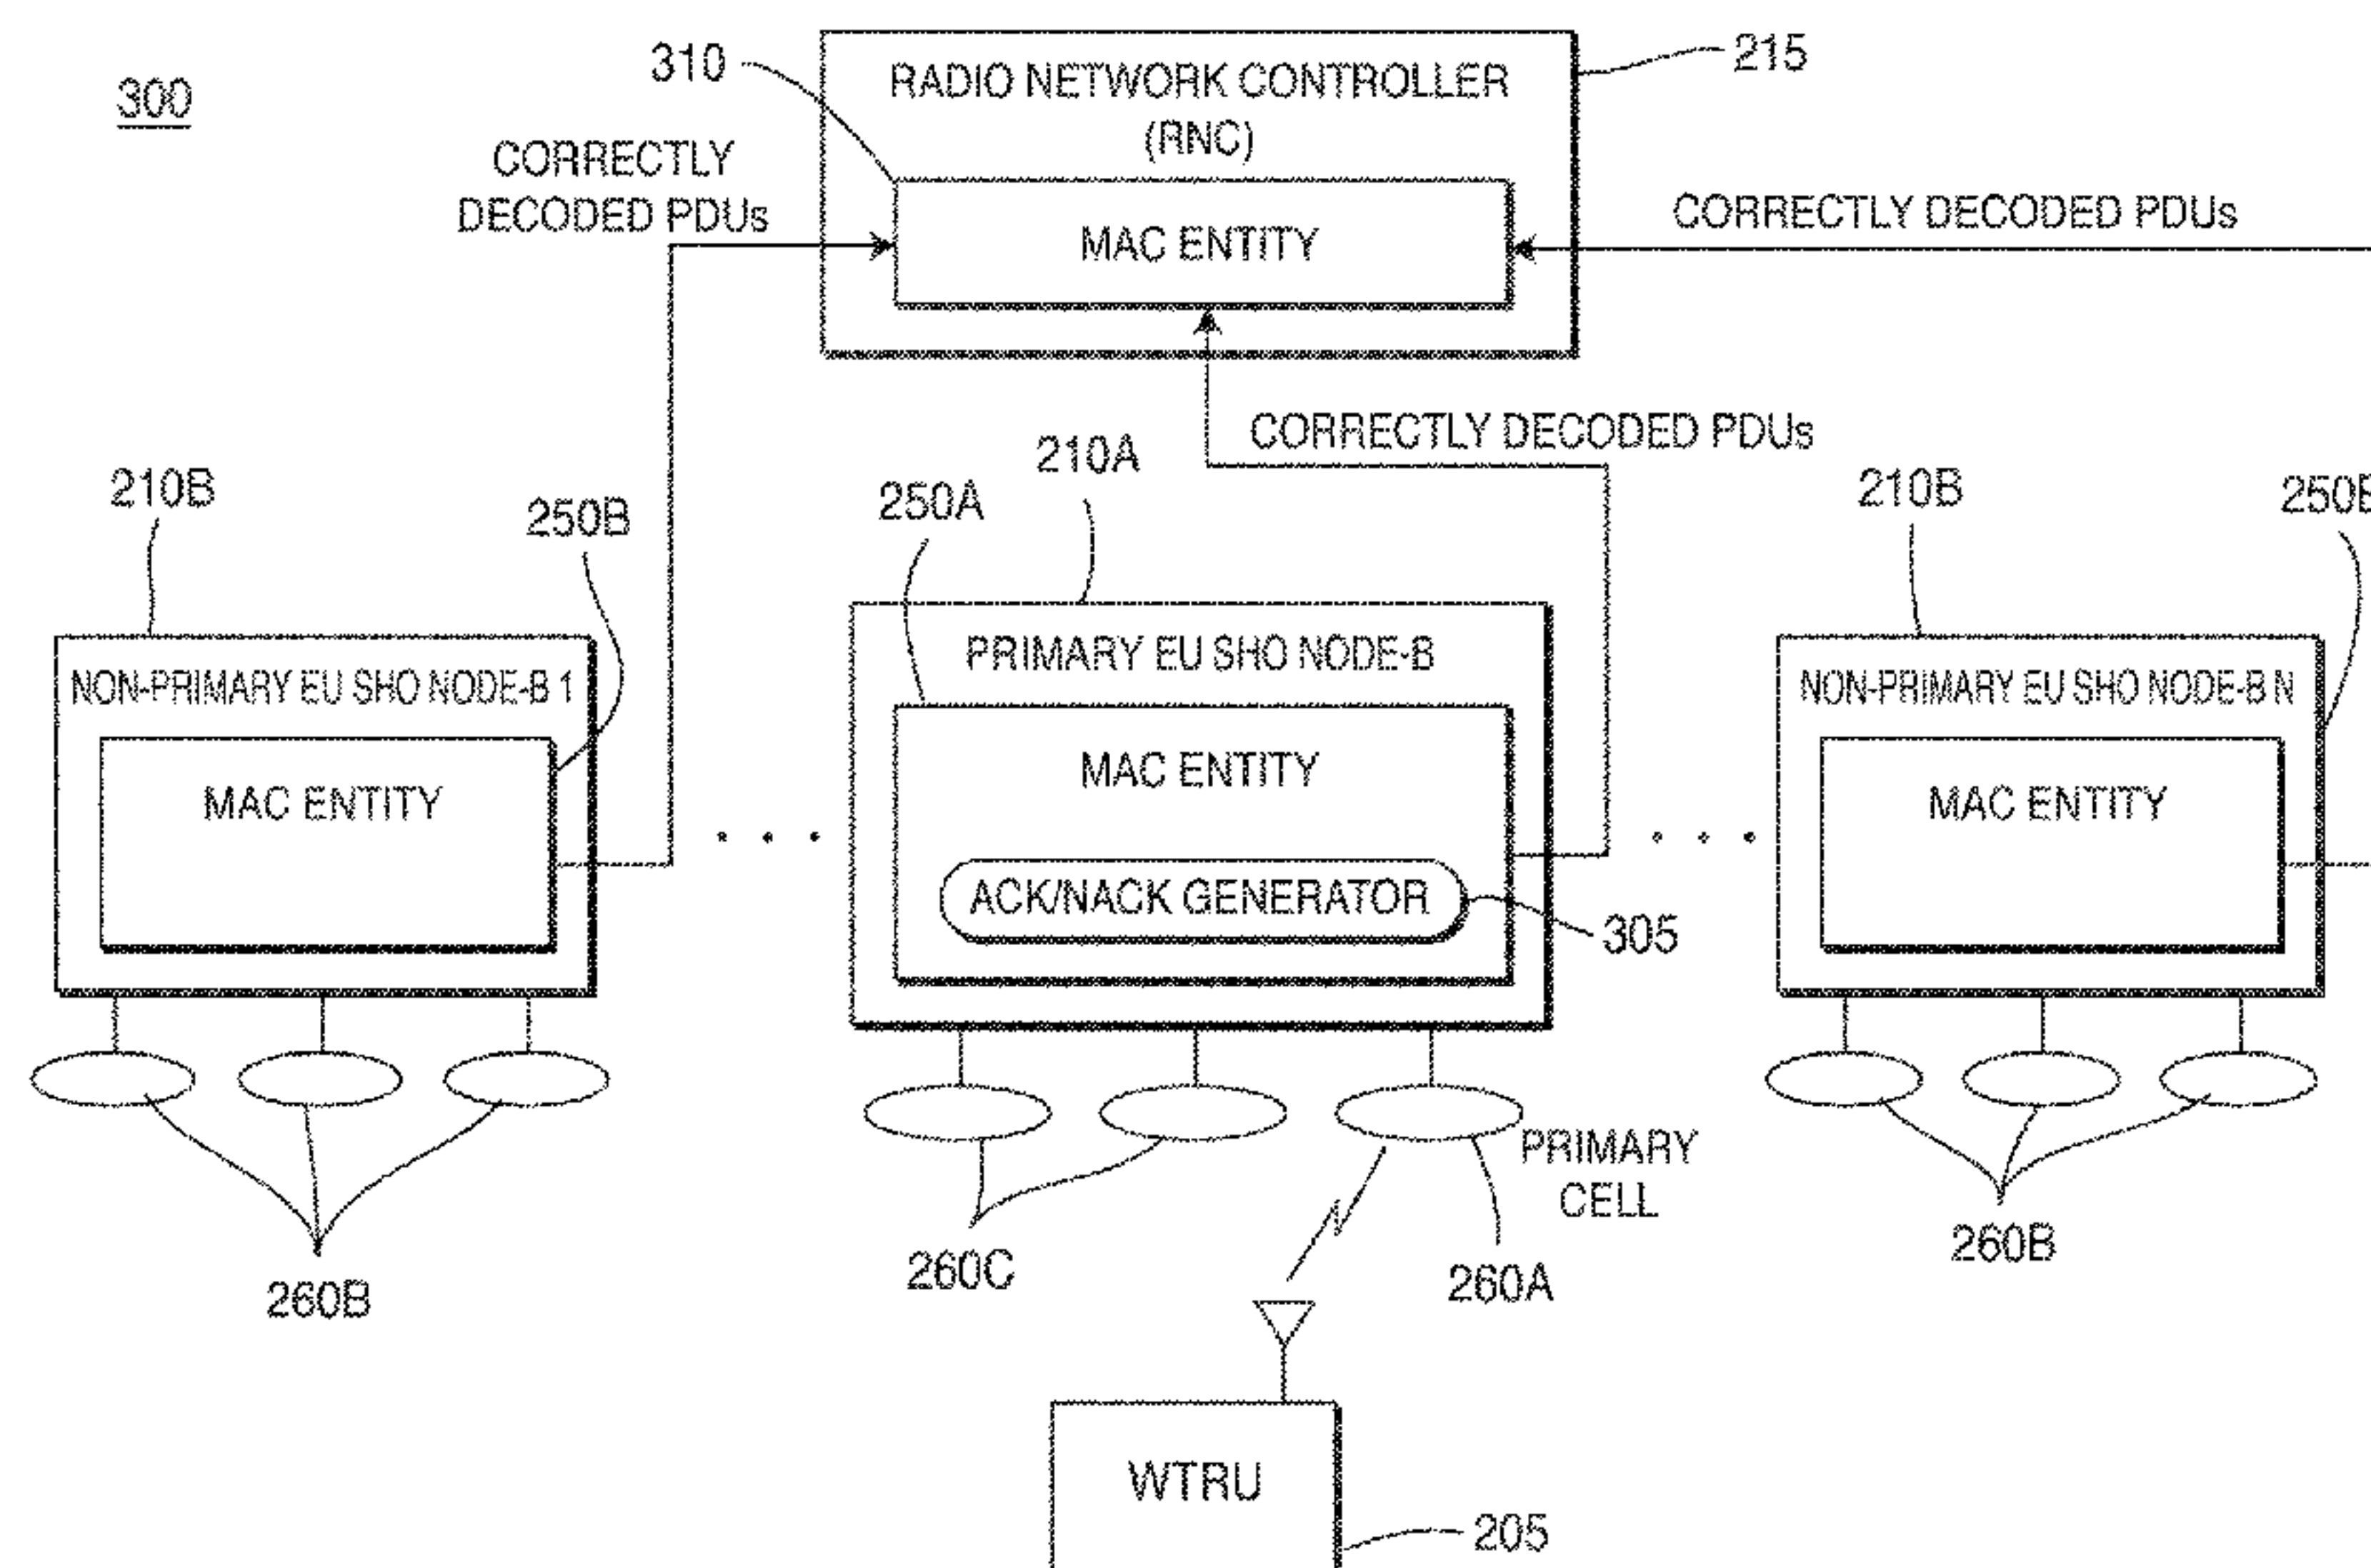 300
310
RADIO NETWORK CONTROLLER
(RNC)
215
CORRECTLY
DECODED PDUs
MAC ENTITY
CORRECTLY DECODED PDUs
CORRECTLY DECODED PDUs
210B
250B
250A
210A
210B
NON-PRIMARY EU SHO NODE-B 1
MAC ENTITY
PRIMARY EU SHO NODE-B
MAC ENTITY
ACK/NACK GENERATOR
305
NON-PRIMARY EU SHO NODE-B N
MAC ENTITY
260B
260C
PRIMARY
CELL
260A
260B
WTRU
205